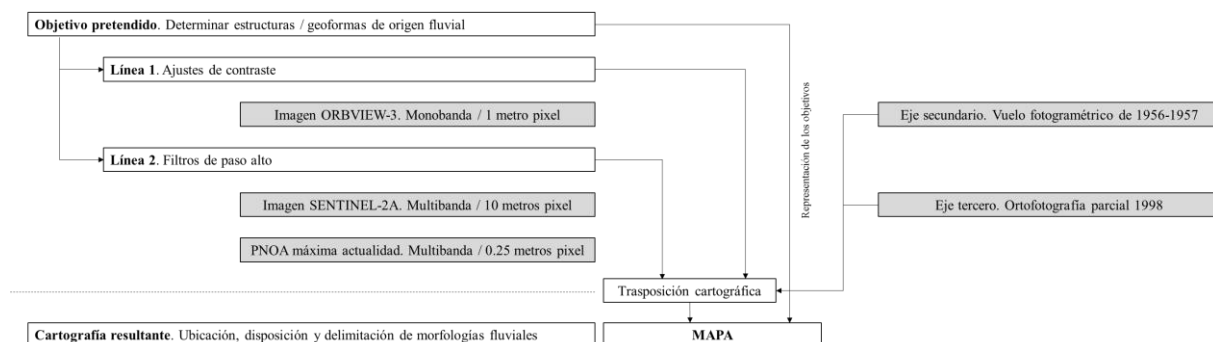 Objetivo pretendido. Determinar estructuras / geoformas de origen fluvial
Línea 1. Ajustes de contraste
Imagen ORBVIEW-3. Monobanda / 1 metro pixel
Línea 2. Filtros de paso alto
Imagen SENTINEL-2A. Multibanda / 10 metros pixel
PNOA máxima actualidad. Multibanda / 0.25 metros pixel
Representación de los objetivos
Eje secundario. Vuelo fotogramétrico de 1956-1957
Eje tercero. Ortofotografía parcial 1998
Trasposición cartográfica
Cartografía resultante. Ubicación, disposición y delimitación de morfologías fluviales
MAPA